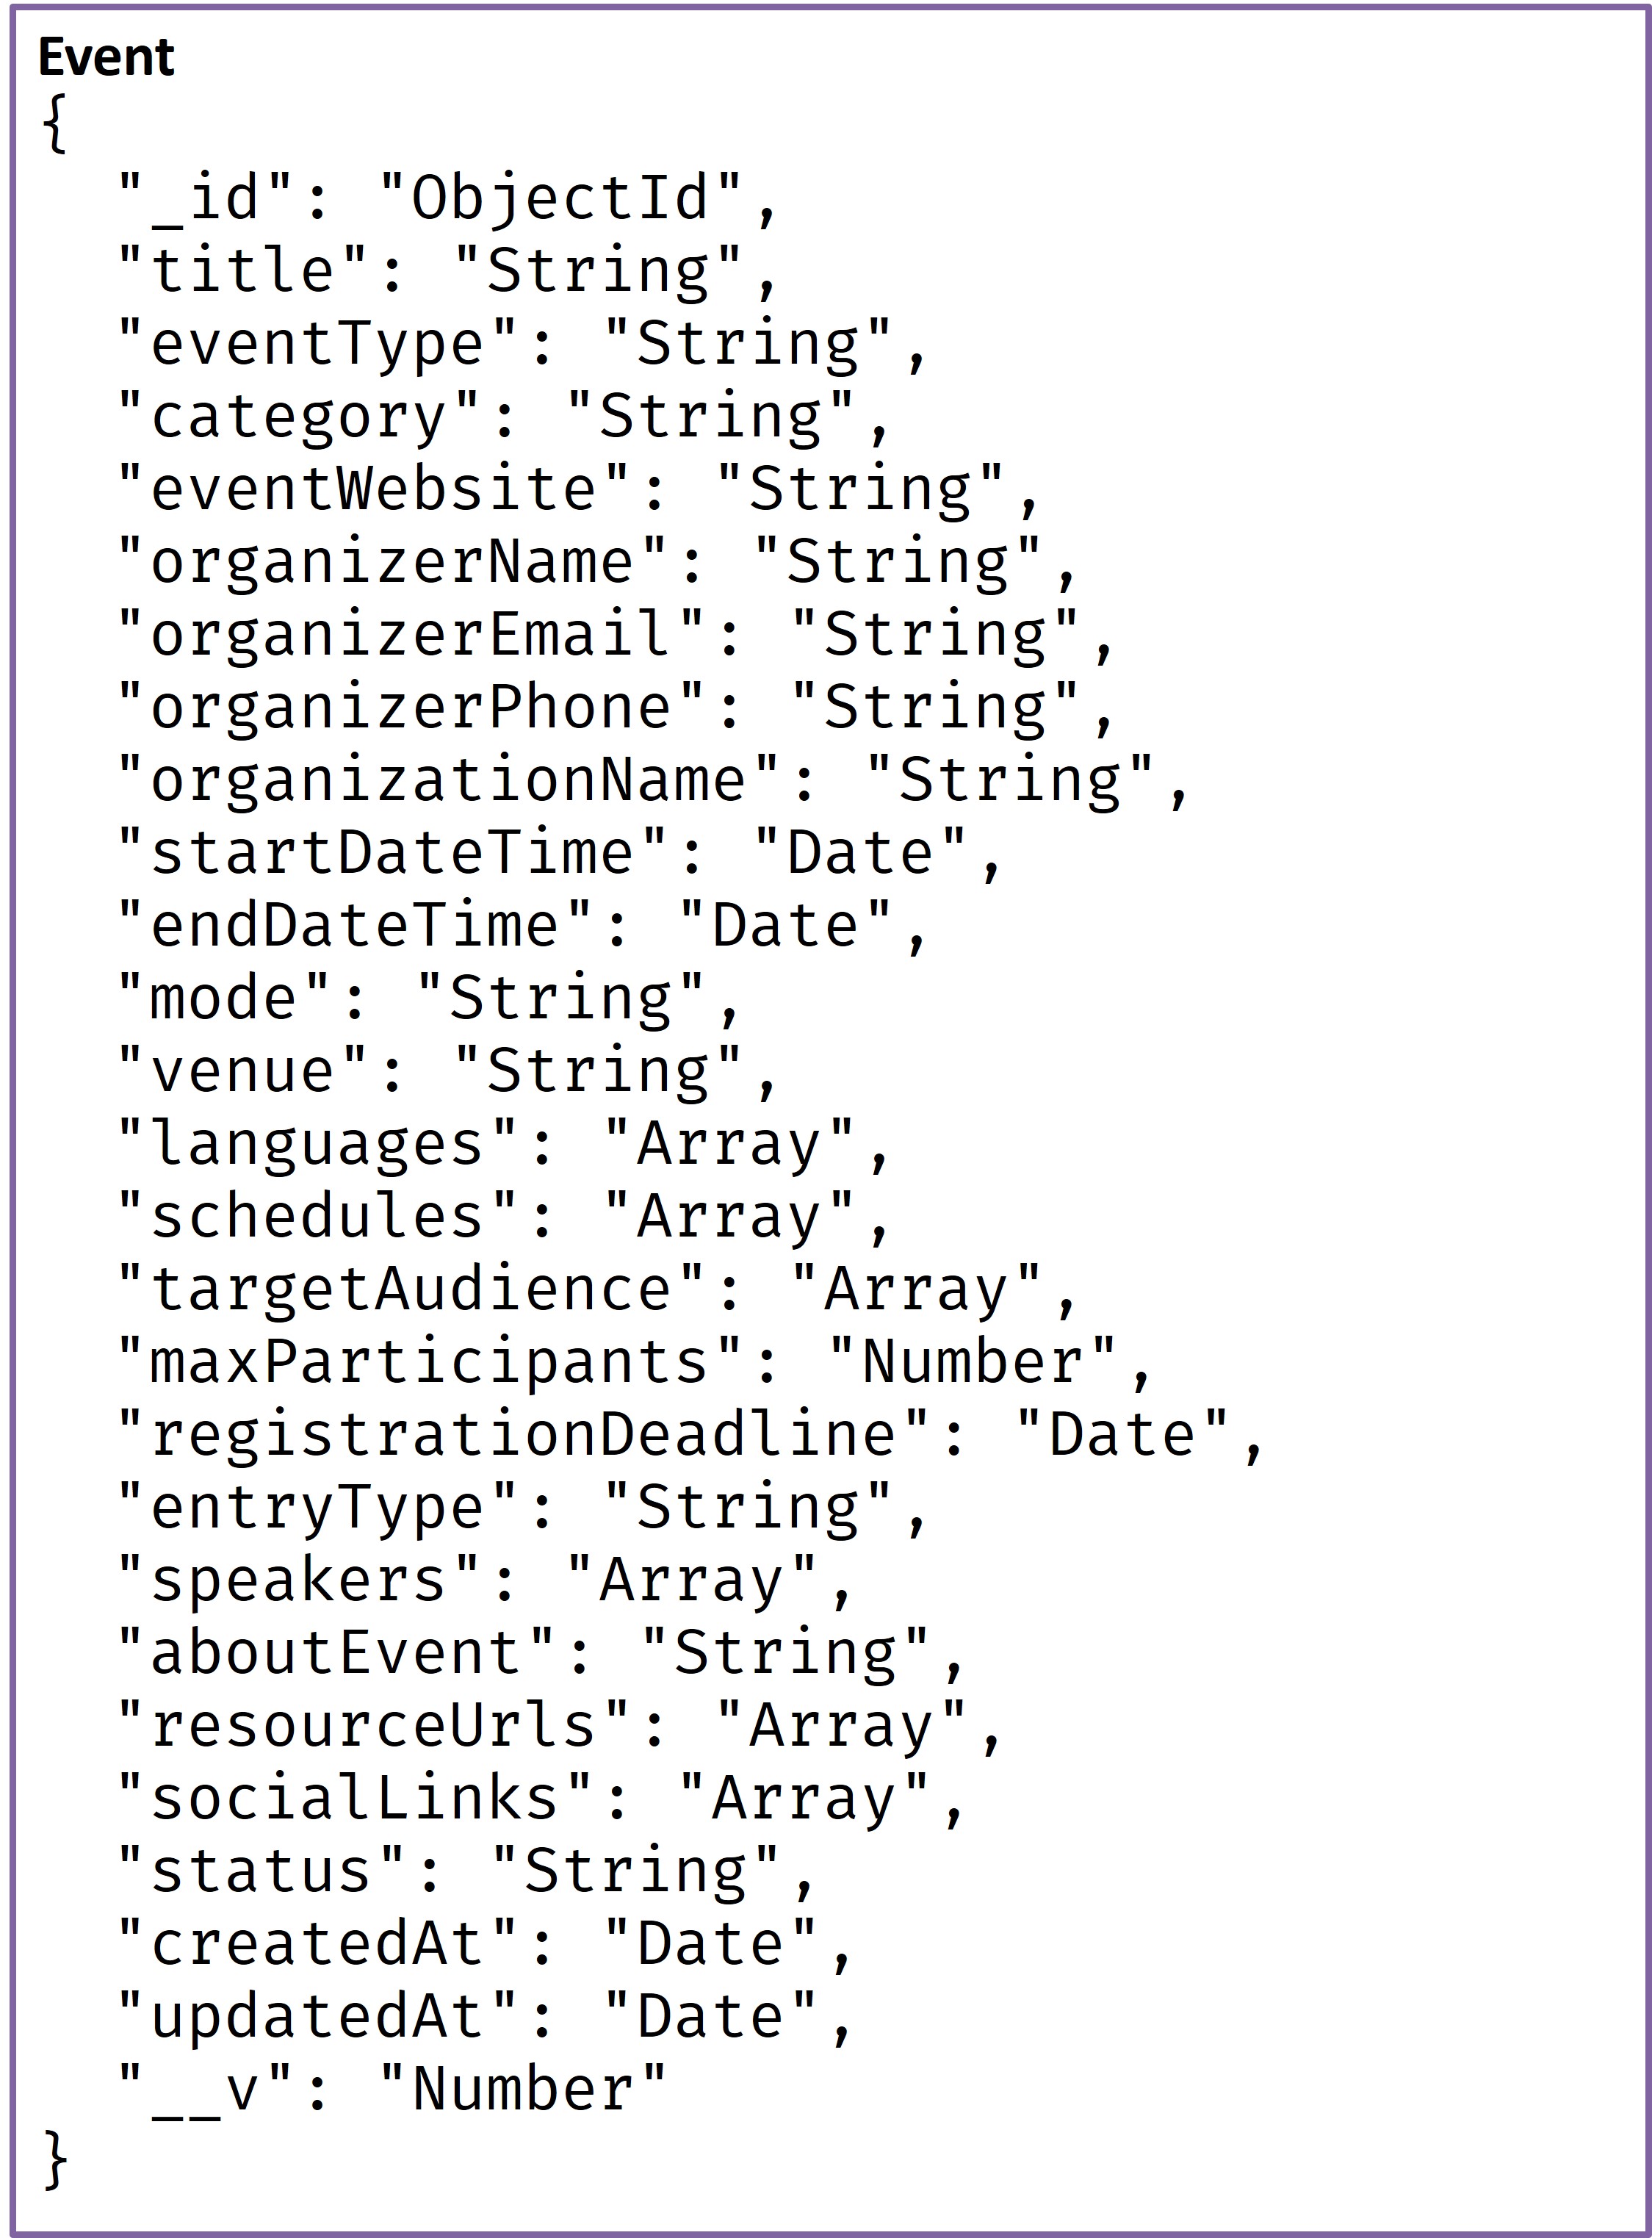 Event
{
  "_id": "ObjectId",
  "title": "String",
  "eventType": "String",
  "category": "String",
  "eventWebsite": "String",
  "organizerName": "String",
  "organizerEmail": "String",
  "organizerPhone": "String",
  "organizationName": "String",
  "startDateTime": "Date",
  "endDateTime": "Date",
  "mode": "String",
  "venue": "String",
  "languages": "Array",
  "schedules": "Array",
  "targetAudience": "Array",
  "maxParticipants": "Number",
  "registrationDeadline": "Date",
  "entryType": "String",
  "speakers": "Array",
  "aboutEvent": "String",
  "resourceUrls": "Array",
  "socialLinks": "Array",
  "status": "String",
  "createdAt": "Date",
  "updatedAt": "Date",
  "__v": "Number"
}